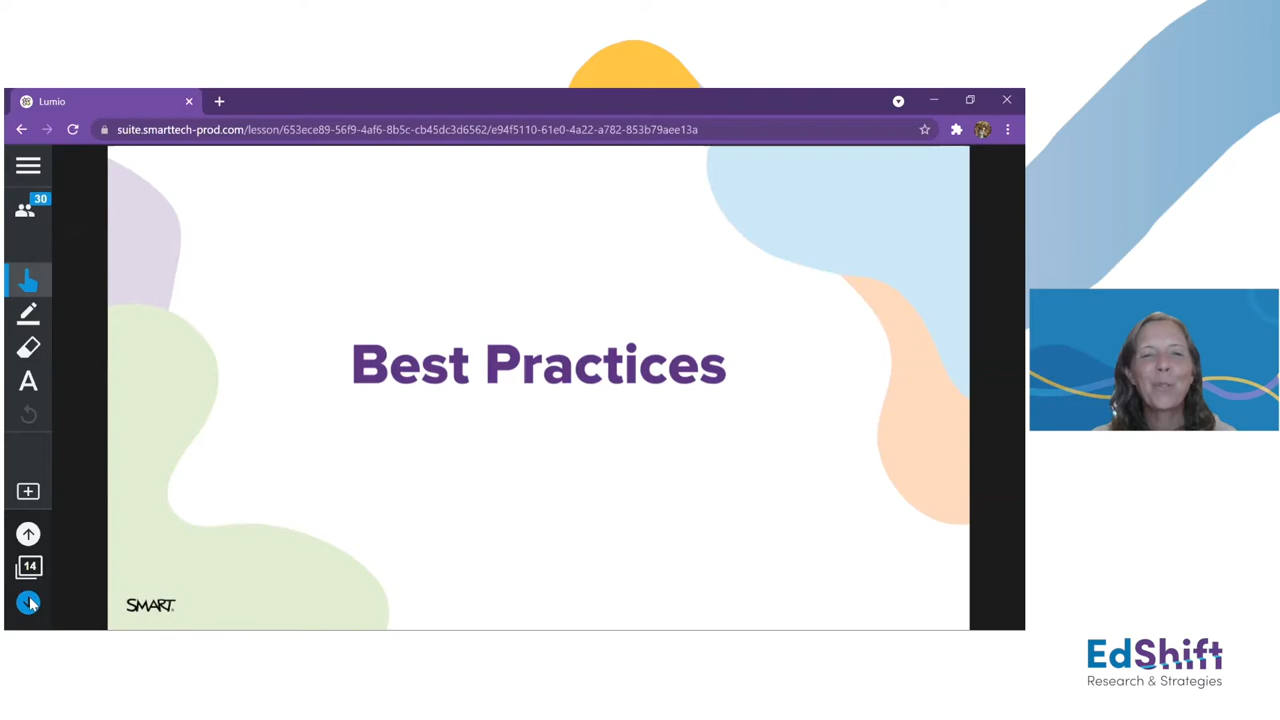 Lumio
suite.smarttech-prod.com/lesson/653ece89-56f9-4af6-8b5c-cb45dc3d6562/e94f5110-61e0-4a22-a782-853b79aee13a
30
A
14
Best Practices
SMART
EdShift
Research & Strategies